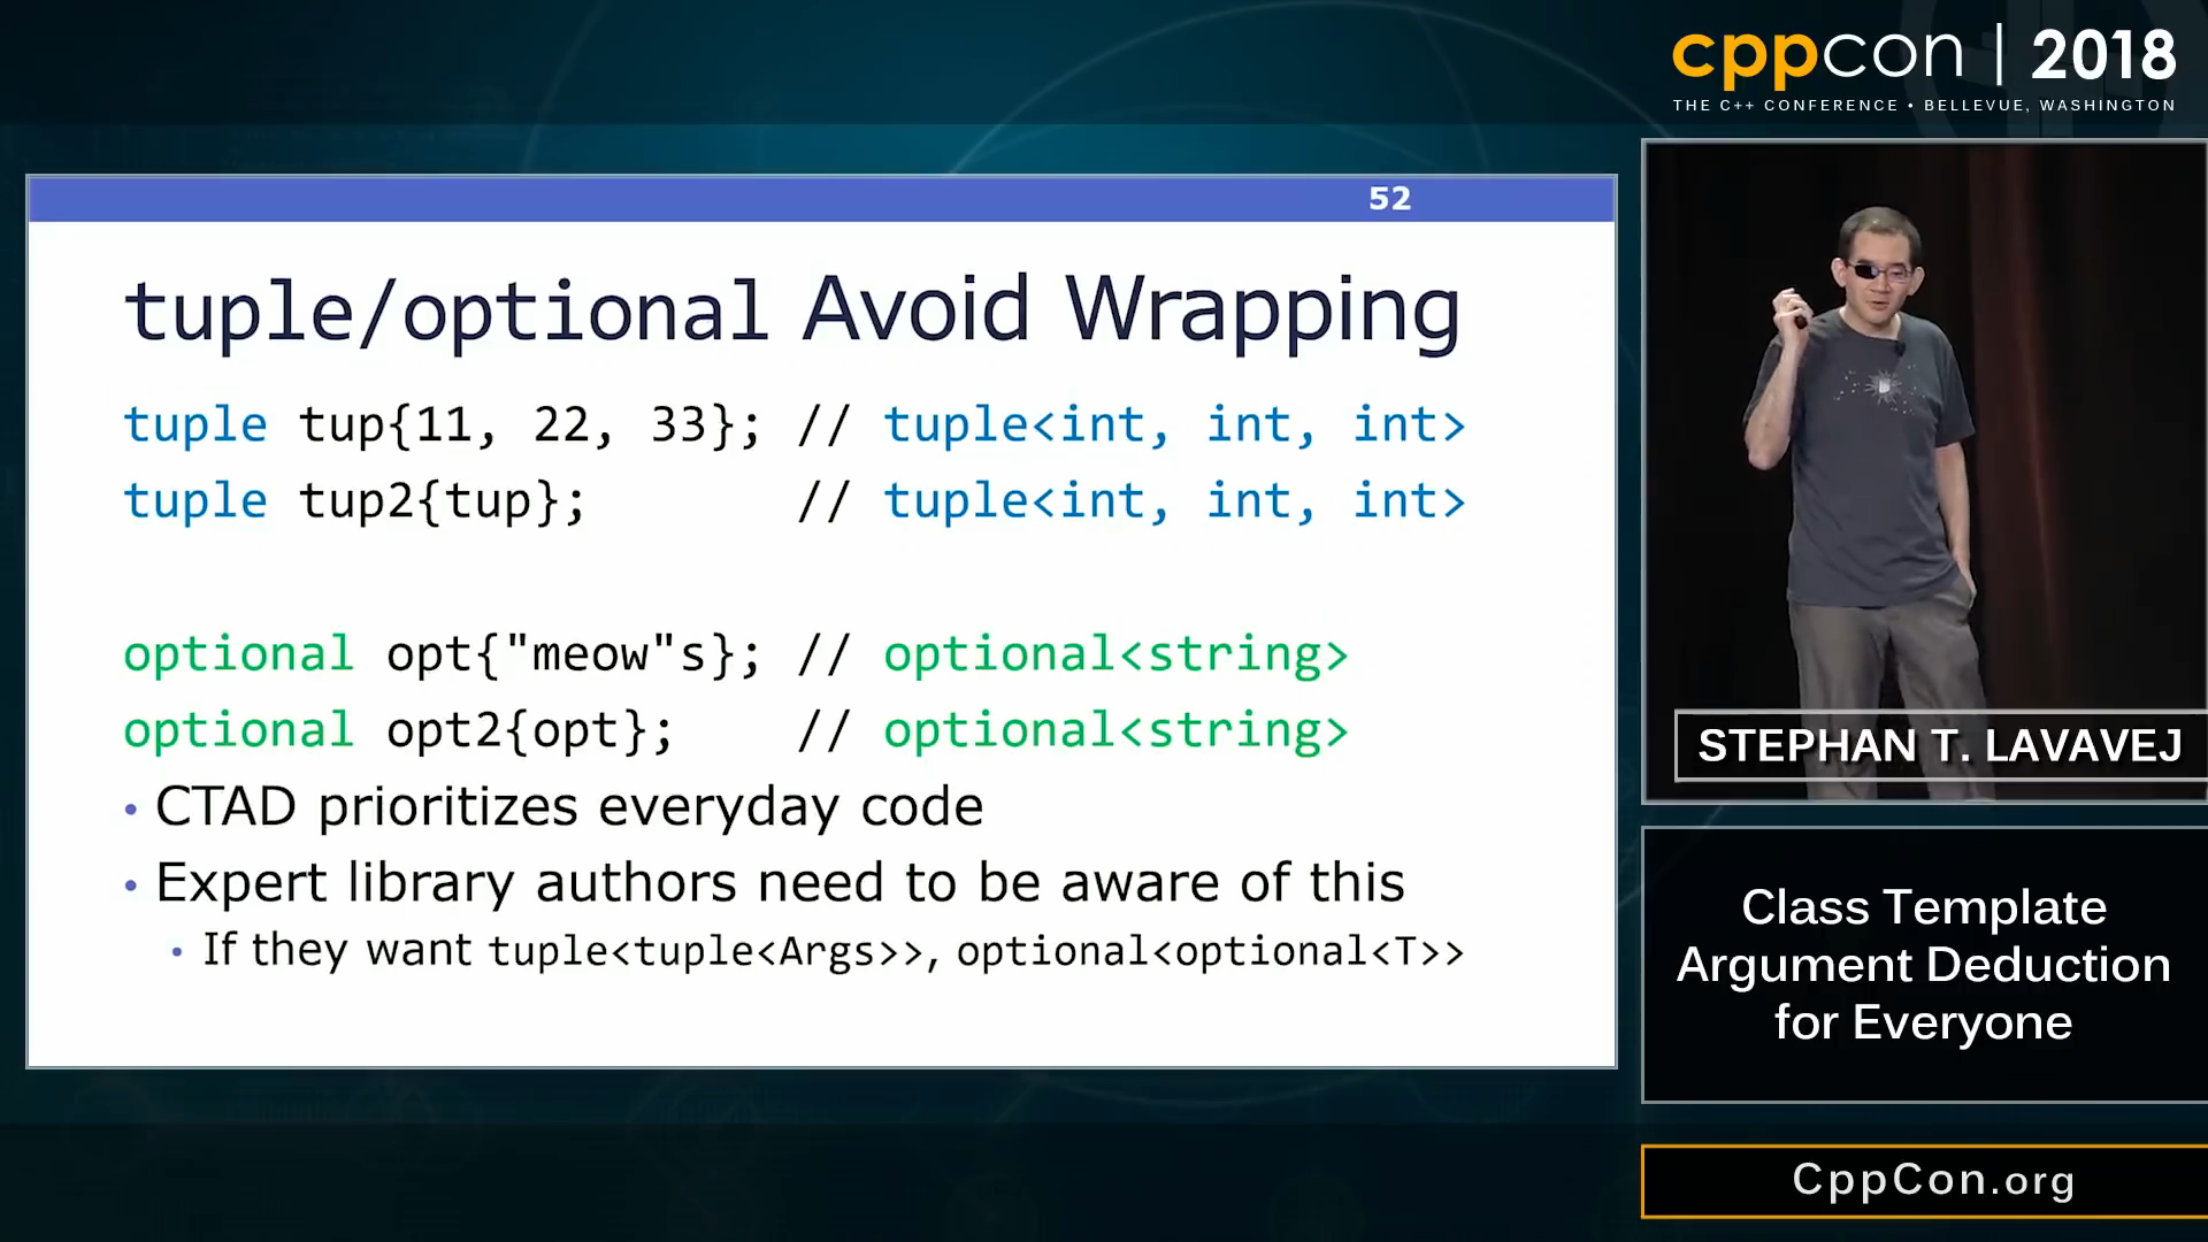 cppcon | 2018
THE C++ CONFERENCE • BELLEVUE, WASHINGTON
52
tuple/optional Avoid Wrapping
tuple tup{11, 22, 33}; // tuple<int, int, int>
tuple tup2{tup}; // tuple<int, int, int>
optional opt{"meow"s}; // optional<string>
optional opt2{opt}; // optional<string>
• CTAD prioritizes everyday code
• Expert library authors need to be aware of this
• If they want tuple<tuple<Args>>, optional<optional<T>>
STEPHAN T. LAVAVEJ
Class Template
Argument Deduction
for Everyone
CppCon.org